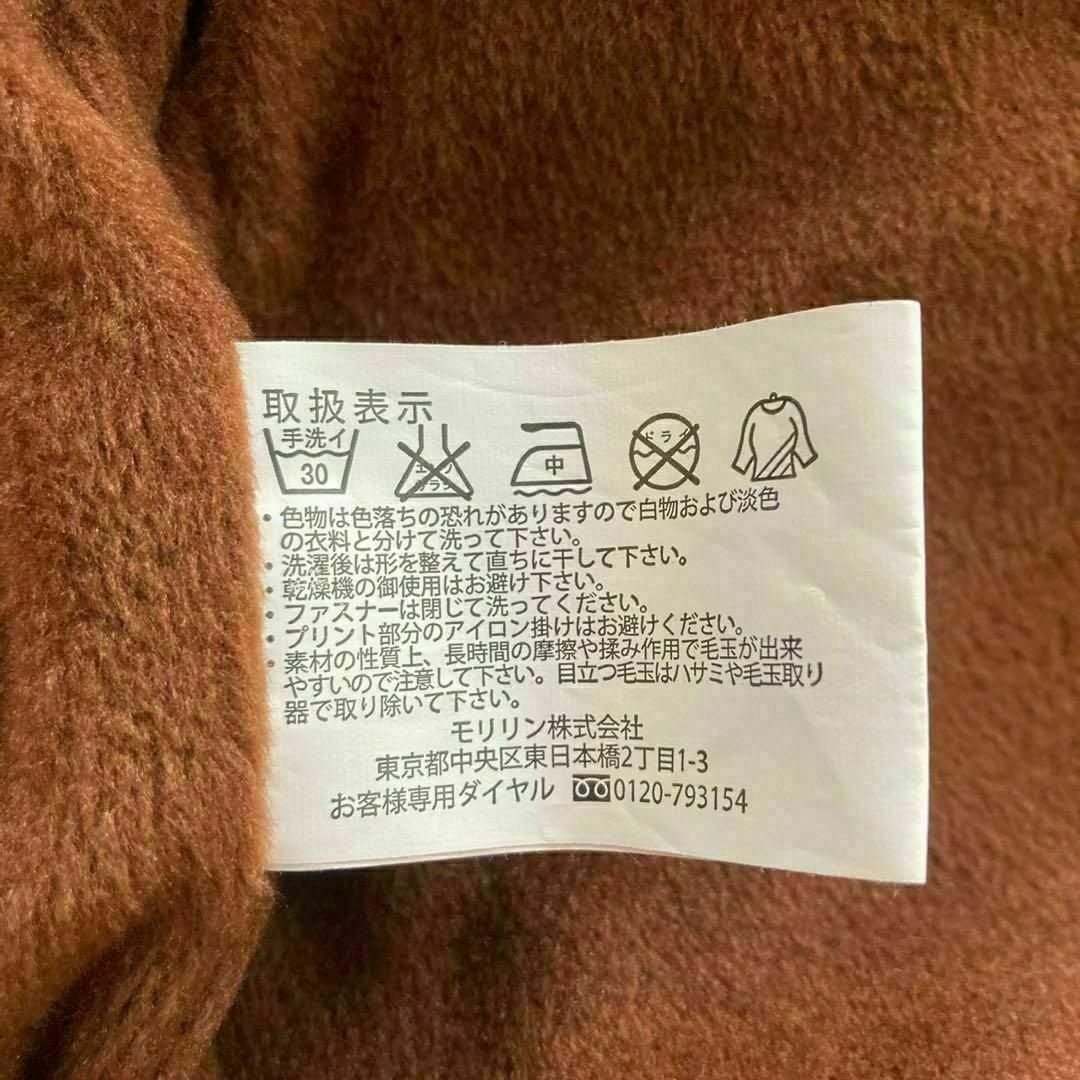 取扱表示
手洗イ
30
エンソ
サラシ
中
ドライ
・色物は色落ちの恐れがありますので白物および淡色
の衣料と分けて洗って下さい。
・洗濯後は形を整えて直ちに干して下さい。
・乾燥機の御使用はお避け下さい。
・ファスナーは閉じて洗ってください。
・プリント部分のアイロン掛けはお避けください。
・素材の性質上、長時間の摩擦や揉み作用で毛玉が出来
やすいので注意して下さい。目立つ毛玉はハサミや毛玉取り
器で取り除いて下さい。
モリリン株式会社
東京都中央区東日本橋2丁目1-3
お客様専用ダイヤル 0120-793154